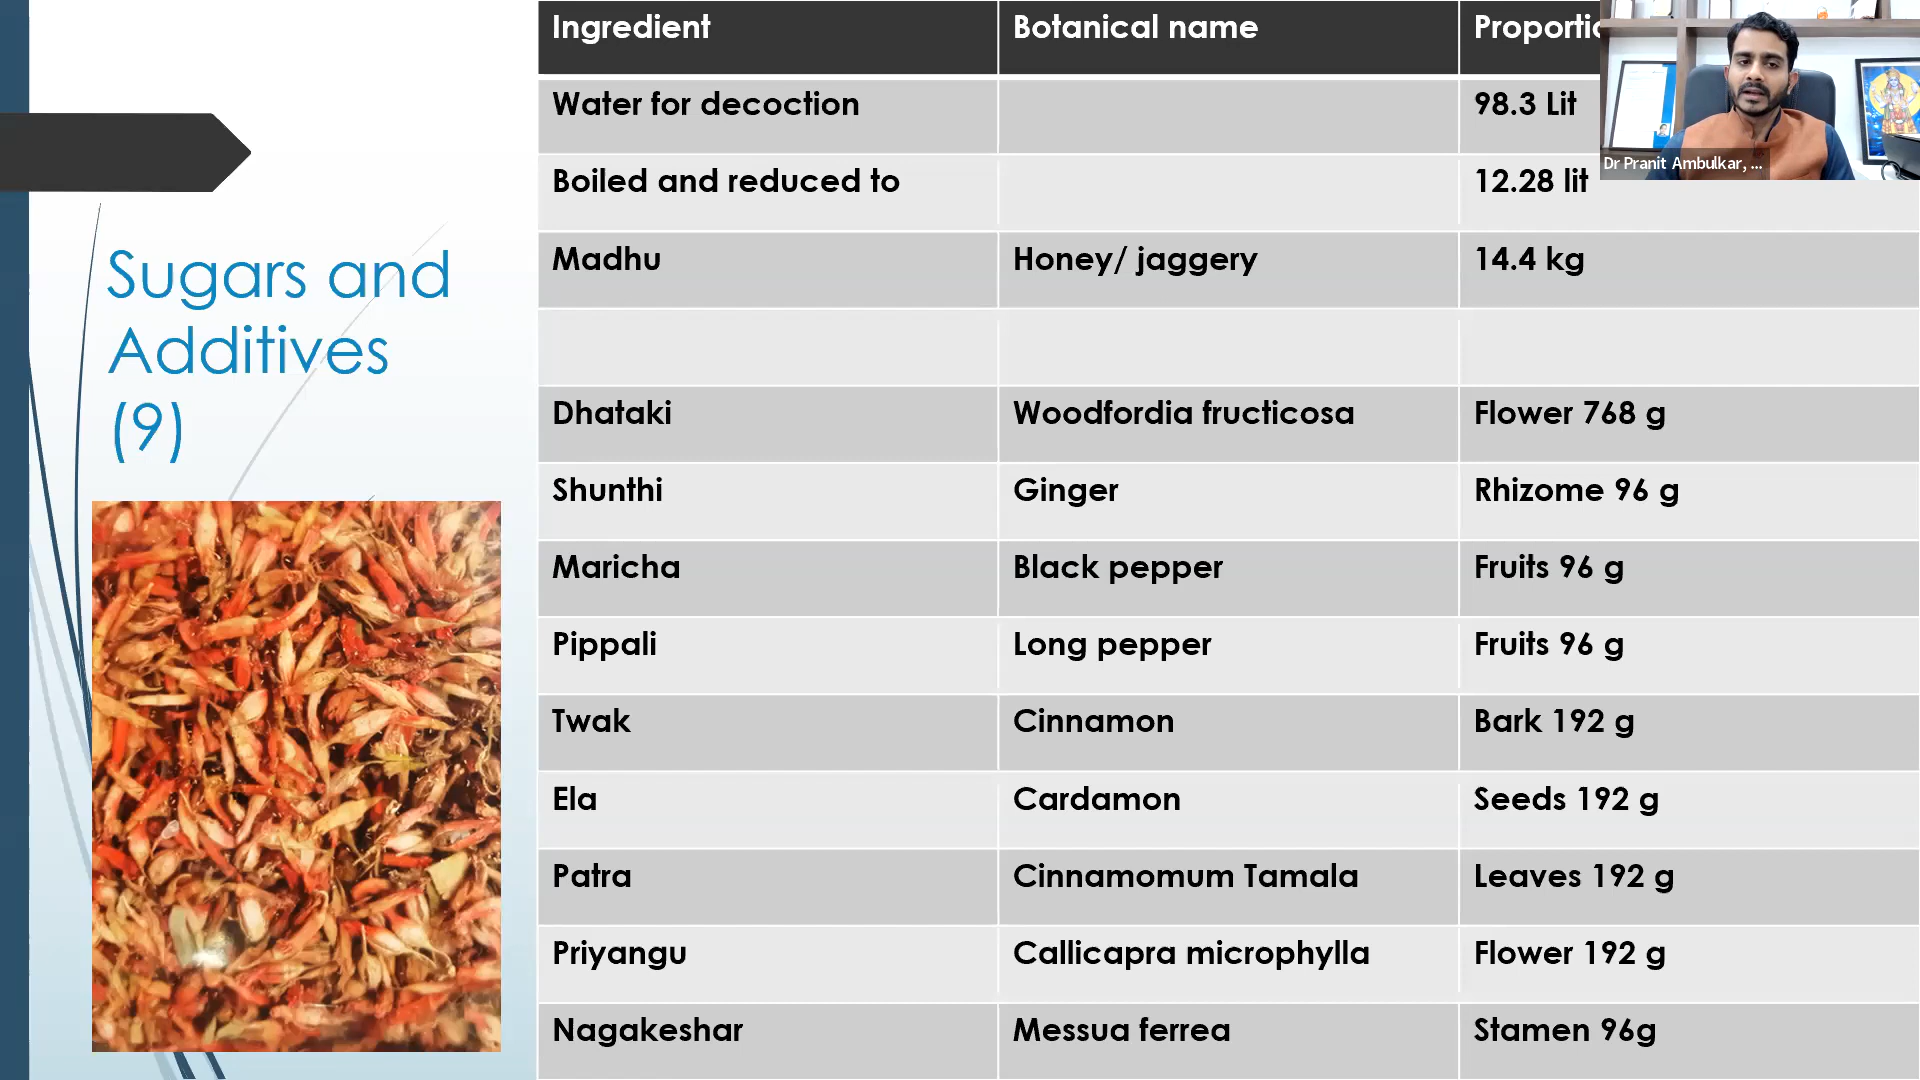 Sugars and
Additives
(9)
Ingredient Botanical name
Water for decoction 98.3 Lit
Boiled and reduced to 12.28 lit
Madhu Honey/ jaggery 14.4 kg
Dhataki Woodfordia fructicosa Flower 768 g
Shunthi Ginger Rhizome 96 g
Maricha Black pepper Fruits 96 g
Pippali Long pepper Fruits 96 g
Twak Cinnamon Bark 192 g
Ela Cardamon Seeds 192 g
Patra Cinnamomum Tamala Leaves 192 g
Priyangu Callicapra microphylla Flower 192 g
Nagakeshar Messua ferrea Stamen 96g
Dr Pranit Ambulkar, ...